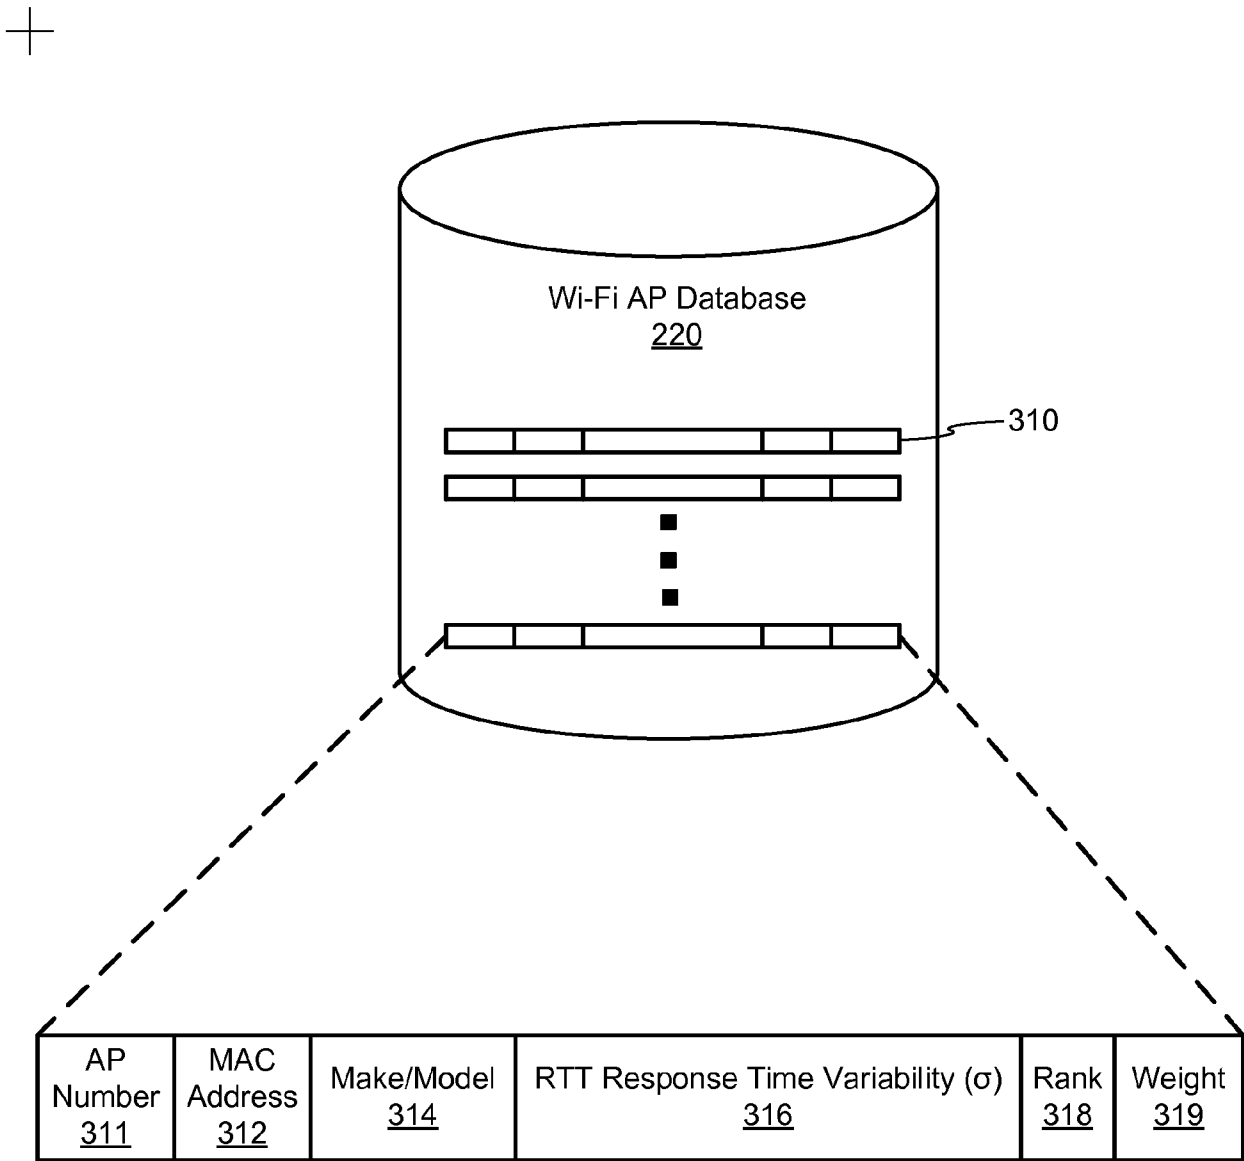 Wi-Fi AP Database
220
310
AP Number
311
MAC Address
312
Make/Model
314
RTT Response Time Variability (σ)
316
Rank
318
Weight
319